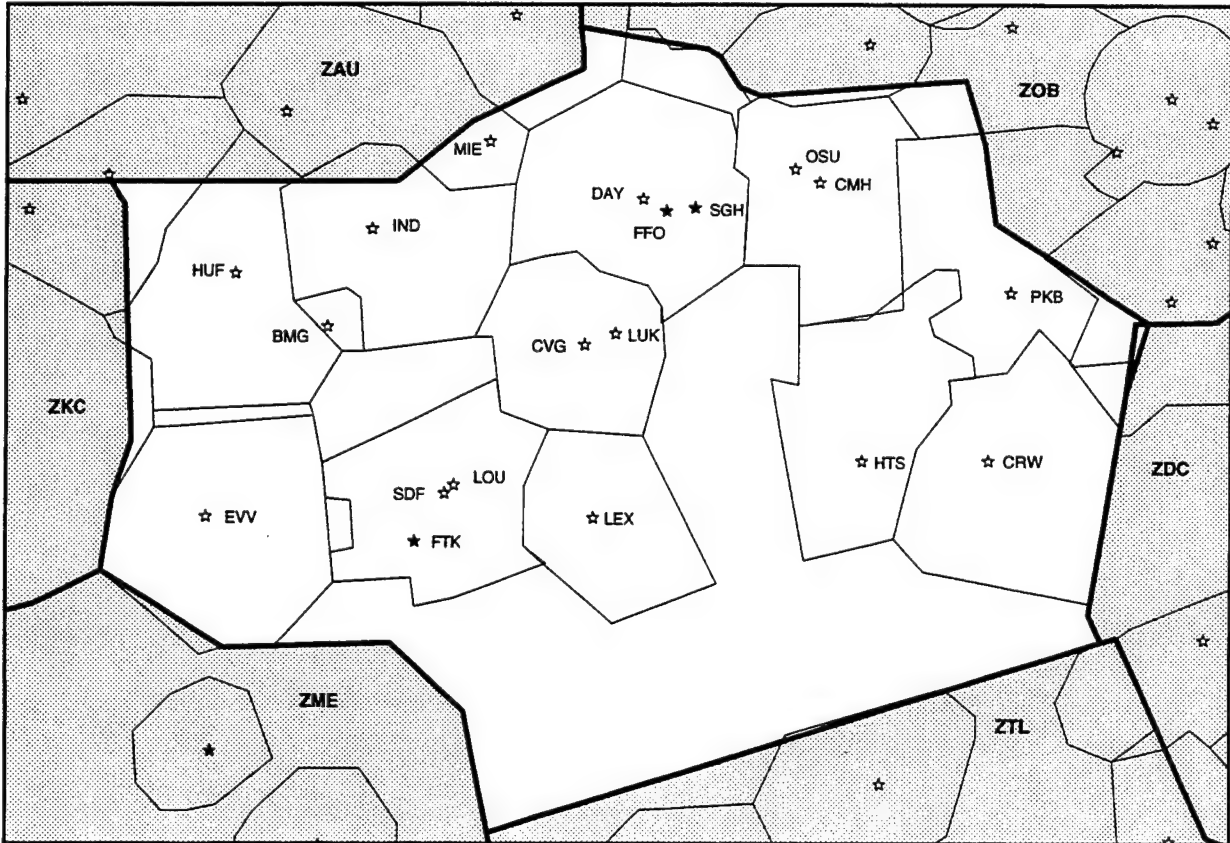 ZAU
ZOB
MIE
OSU
CMH
DAY
SGH
FFO
IND
HUF
PKB
BMG
LUK
CVG
ZKC
HTS
CRW
ZDC
LOU
SDF
EVV
LEX
FTK
ZME
ZTL